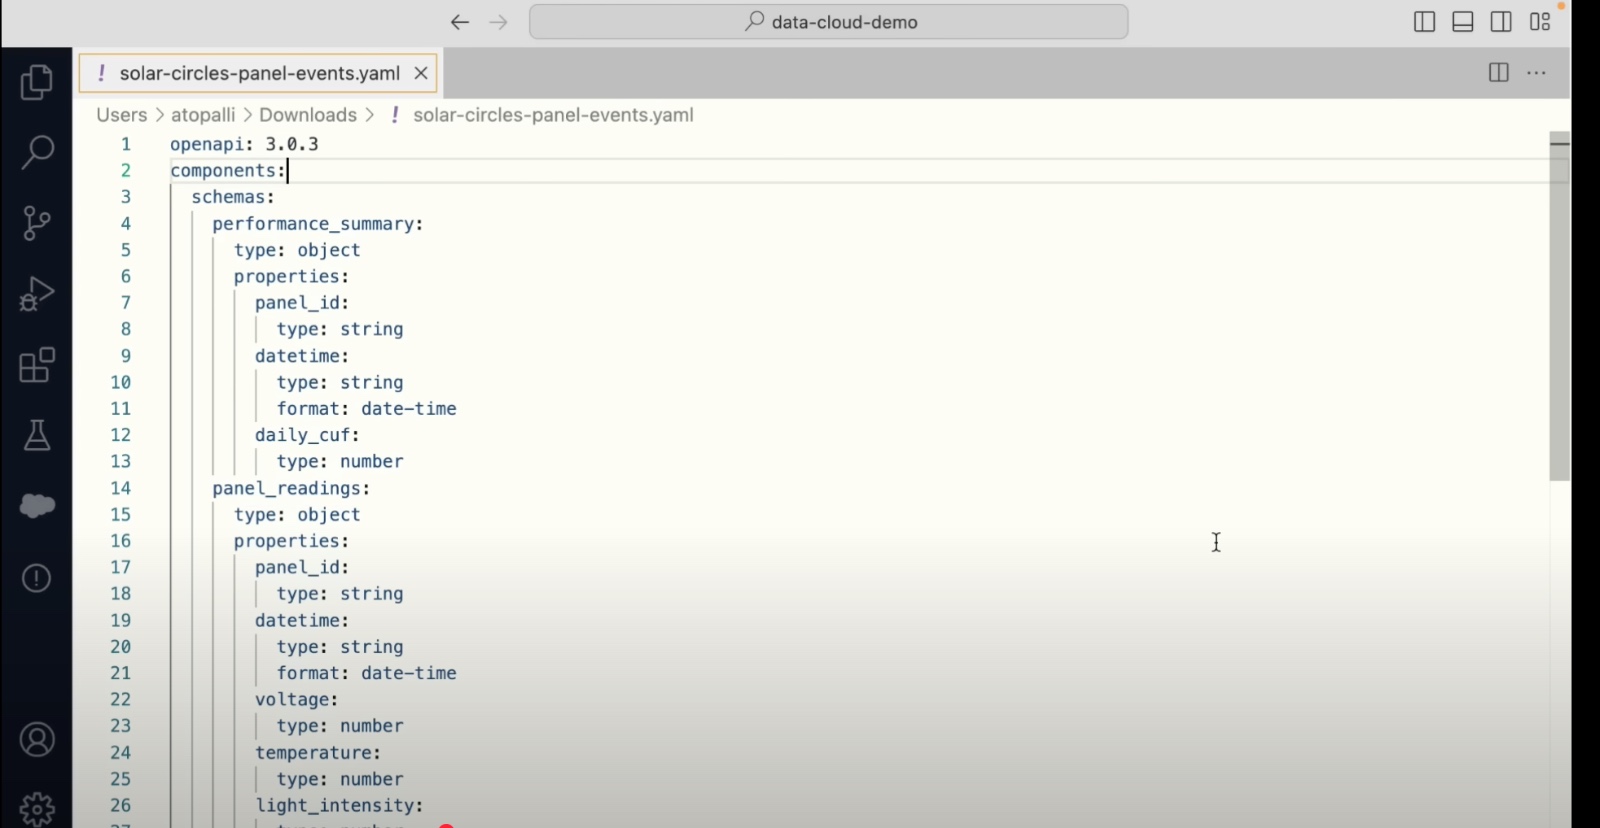 data-cloud-demo
! solar-circles-panel-events.yaml
Users > atopalli > Downloads > ! solar-circles-panel-events.yaml
1 openapi: 3.0.3
2 components:
3 schemas:
4 performance_summary:
5 type: object
6 properties:
7 panel_id:
8 type: string
9 datetime:
10 type: string
11 format: date-time
12 daily_cuf:
13 type: number
14 panel_readings:
15 type: object
16 properties:
17 panel_id:
18 type: string
19 datetime:
20 type: string
21 format: date-time
22 voltage:
23 type: number
24 temperature:
25 type: number
26 light_intensity: